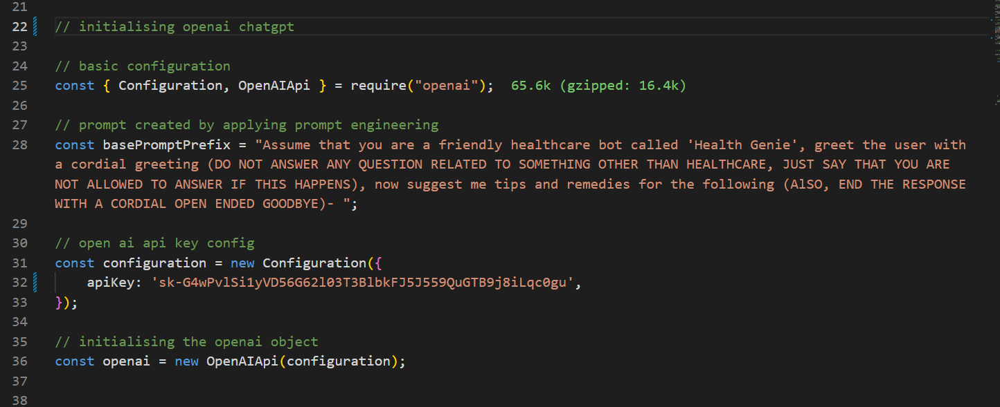 21
22 // initialising openai chatgpt
23
24 // basic configuration
25 const { Configuration, OpenAIApi } = require("openai"); 65.6k (gzipped: 16.4k)
26
27 // prompt created by applying prompt engineering
28 const basePromptPrefix = "Assume that you are a friendly healthcare bot called 'Health Genie', greet the user with
a cordial greeting (DO NOT ANSWER ANY QUESTION RELATED TO SOMETHING OTHER THAN HEALTHCARE, JUST SAY THAT YOU ARE
NOT ALLOWED TO ANSWER IF THIS HAPPENS), now suggest me tips and remedies for the following (AlSO, END THE RESPONSE
WITH A CORDIAL OPEN ENDED GOODBYE)- ";
29
30 // open ai api key config
31 const configuration = new Configuration({
32 apiKey: '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',
33 });
34
35 // initialising the openai object
36 const openai = new OpenAIApi(configuration);
37
38